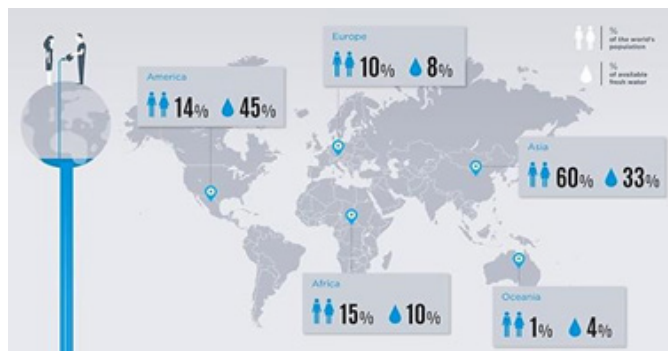 Europe
10% 8%
%
of the world's
population
%
of available
fresh water
America
14% 45%
Asia
60% 33%
Africa
15% 10%
Oceania
1% 4%